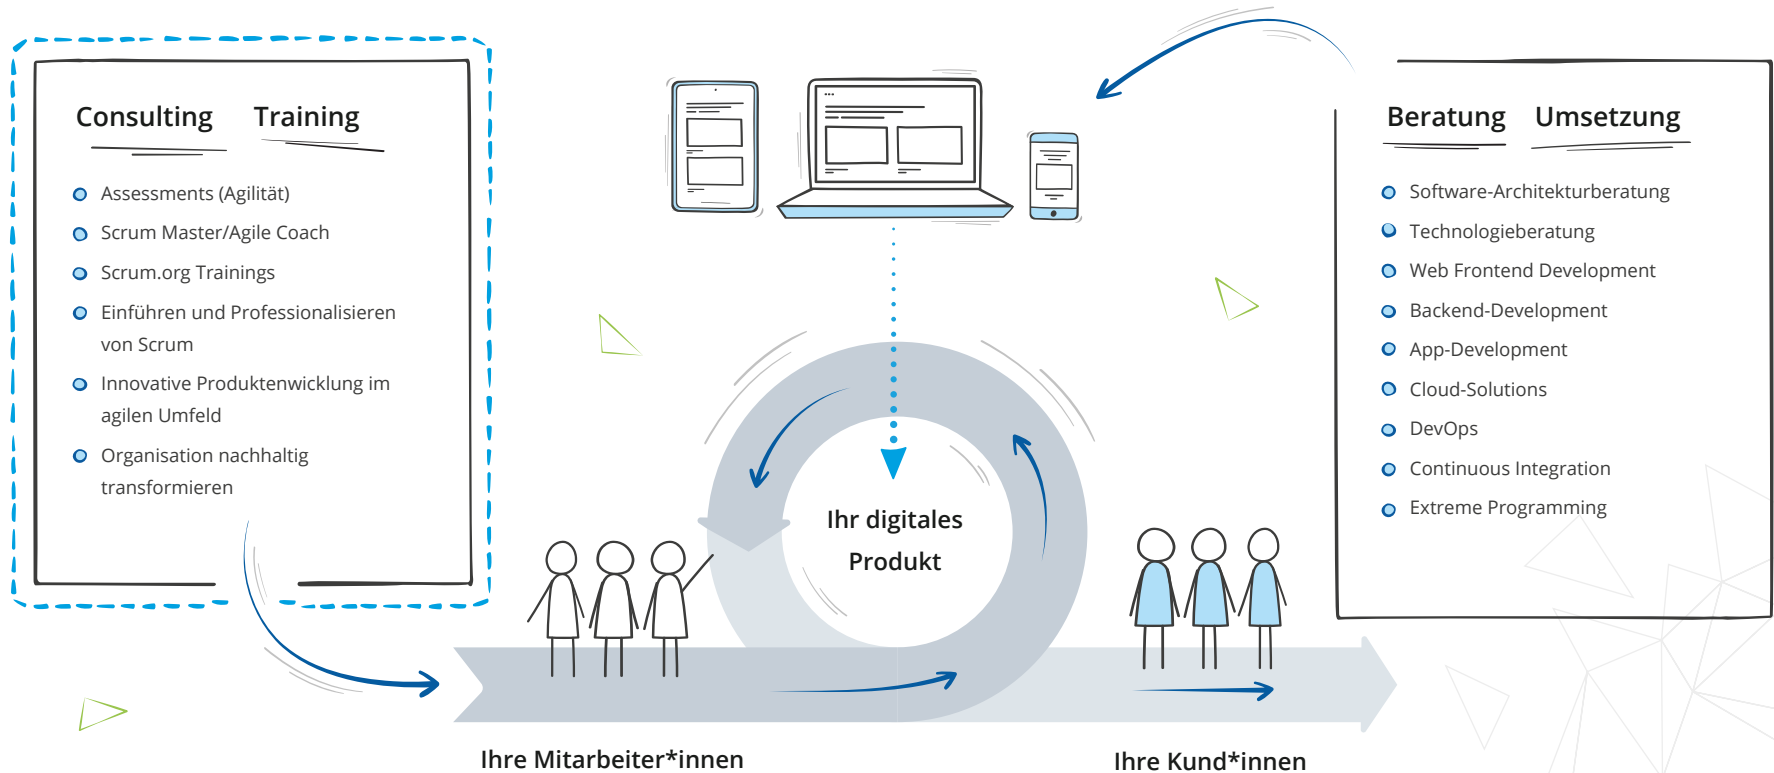 Consulting Training
Assessments (Agilität)
Scrum Master/Agile Coach
Scrum.org Trainings
Einführen und Professionalisieren
von Scrum
Innovative Produktenwicklung im
agilen Umfeld
Organisation nachhaltig
transformieren
Ihr digitales
Produkt
Ihre Mitarbeiter*innen
Ihre Kund*innen
Beratung Umsetzung
Software-Architekturberatung
Technologieberatung
Web Frontend Development
Backend-Development
App-Development
Cloud-Solutions
DevOps
Continuous Integration
Extreme Programming